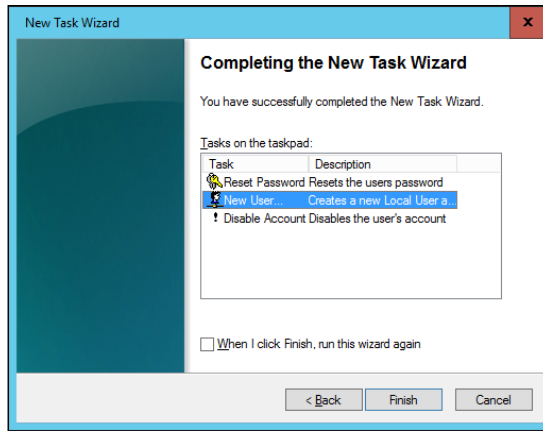 New Task Wizard
x
Completing the New Task Wizard
You have successfully completed the New Task Wizard.
Tasks on the taskpad:
Task Description
Reset Password Resets the users password
New User... Creates a new Local User a...
Disable Account Disables the user's account
When I click Finish, run this wizard again
< Back Finish Cancel